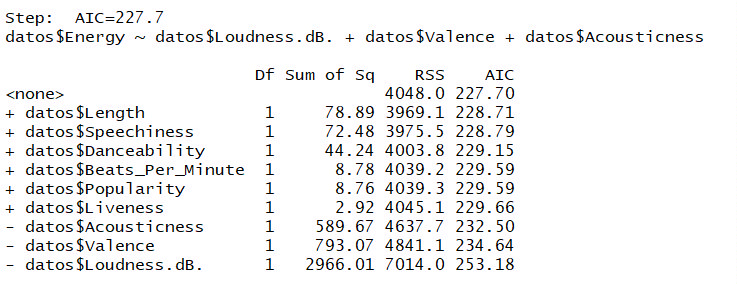 Step:  AIC=227.7
datos$Energy ~ datos$Loudness.dB. + datos$Valence + datos$Acousticness
Df Sum of Sq RSS AIC
<none> 4048.0 227.70
+ datos$Length 1 78.89 3969.1 228.71
+ datos$Speechiness 1 72.48 3975.5 228.79
+ datos$Danceability 1 44.24 4003.8 229.15
+ datos$Beats_Per_Minute 1 8.78 4039.2 229.59
+ datos$Popularity 1 8.76 4039.3 229.59
+ datos$Liveness 1 2.92 4045.1 229.66
- datos$Acousticness 1 589.67 4637.7 232.50
- datos$Valence 1 793.07 4841.1 234.64
- datos$Loudness.dB. 1 2966.01 7014.0 253.18